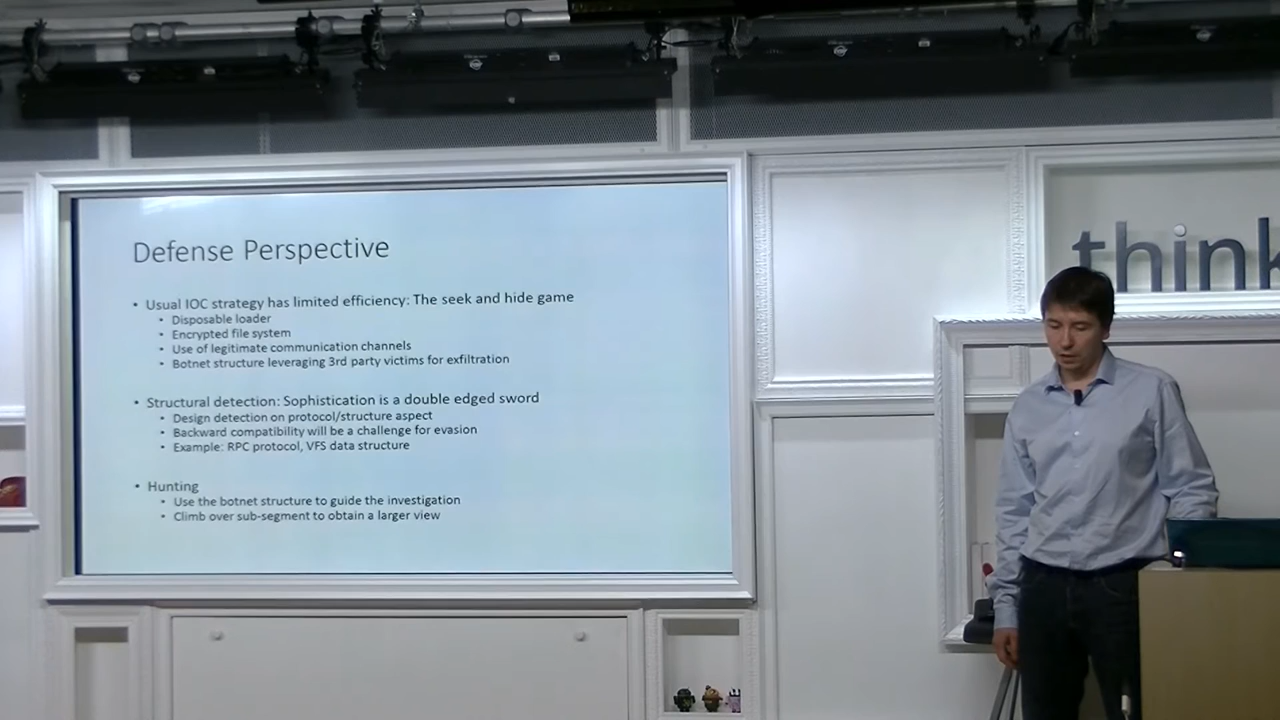 Defense Perspective
• Usual IOC strategy has limited efficiency: The seek and hide game
• Disposable loader
• Encrypted file system
• Use of legitimate communication channels
• Botnet structure leveraging 3rd party victims for exfiltration
• Structural detection: Sophistication is a double edged sword
• Design detection on protocol/structure aspect
• Backward compatibility will be a challenge for evasion
• Example: RPC protocol, VFS data structure
• Hunting
• Use the botnet structure to guide the investigation
• Climb over sub-segment to obtain a larger view
think